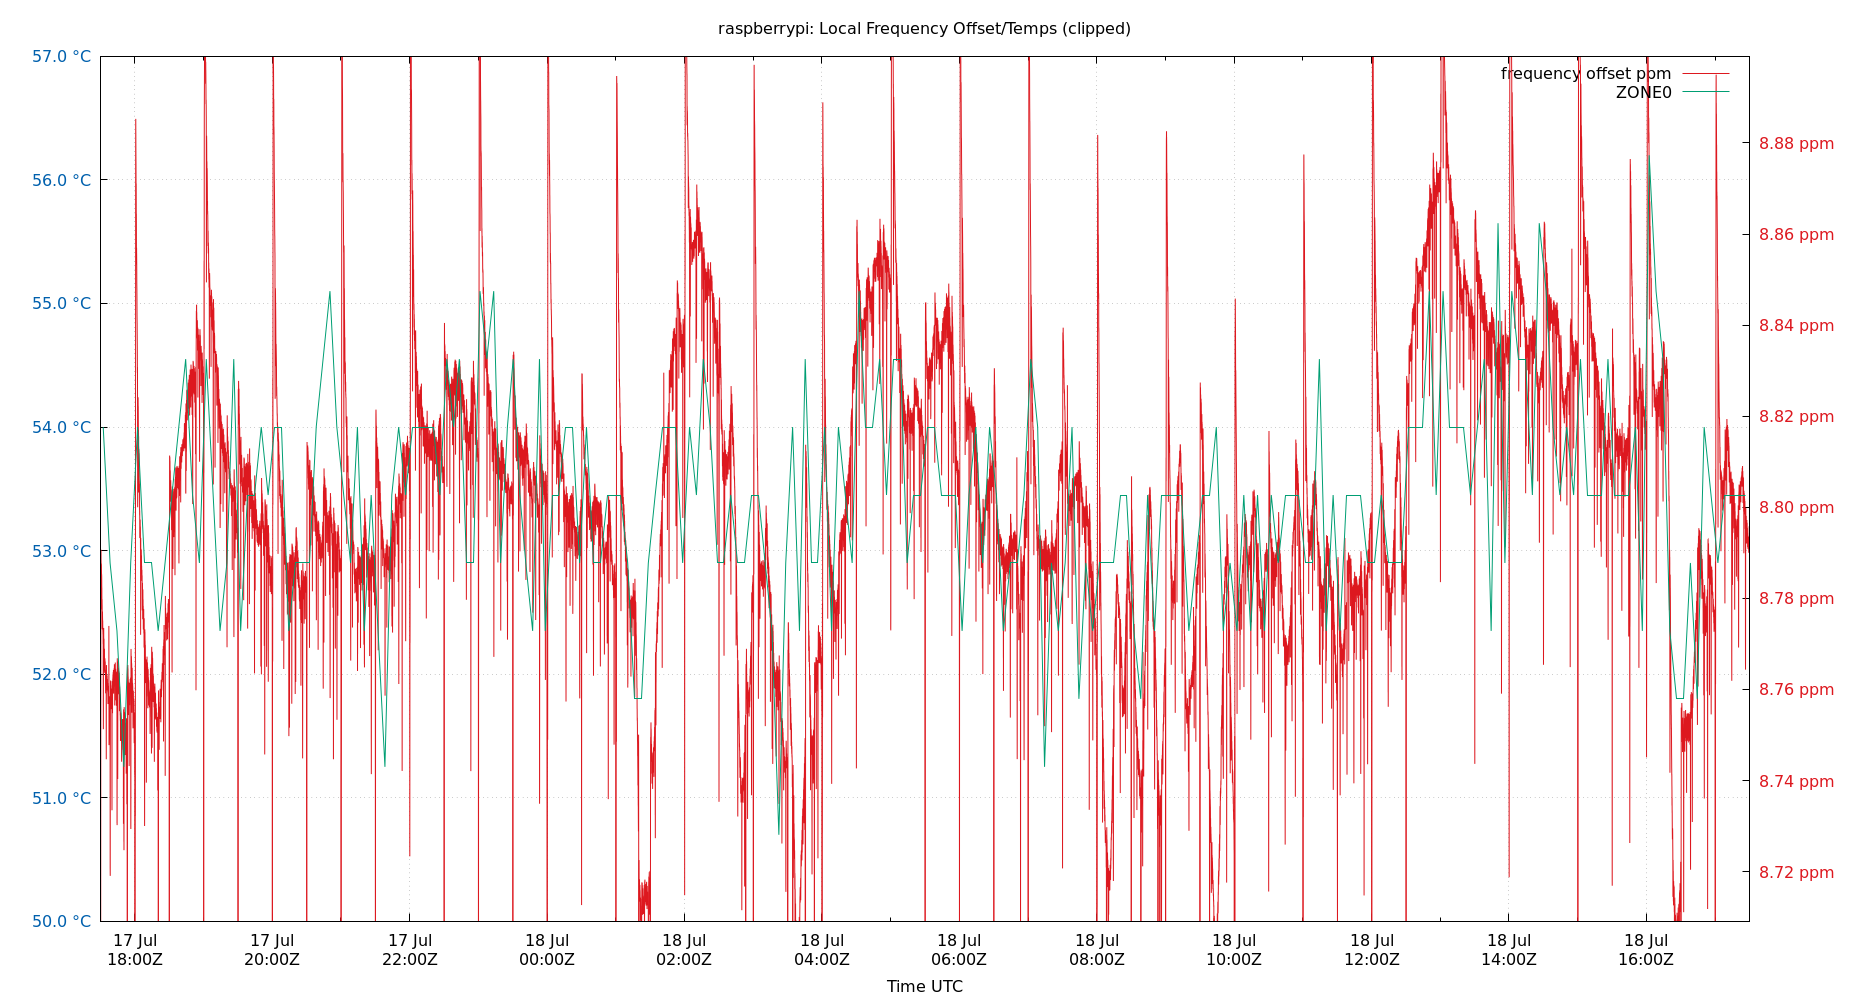 raspberrypi: Local Frequency Offset/Temps (clipped)
57.0 °C
56.0 °C
55.0 °C
54.0 °C
53.0 °C
52.0 °C
51.0 °C
50.0 °C
frequency offset ppm
ZONE0
8.88 ppm
8.86 ppm
8.84 ppm
8.82 ppm
8.80 ppm
8.78 ppm
8.76 ppm
8.74 ppm
8.72 ppm
17 Jul
18:00Z
17 Jul
20:00Z
17 Jul
22:00Z
18 Jul
00:00Z
18 Jul
02:00Z
18 Jul
04:00Z
18 Jul
06:00Z
18 Jul
08:00Z
18 Jul
10:00Z
18 Jul
12:00Z
18 Jul
14:00Z
18 Jul
16:00Z
Time UTC